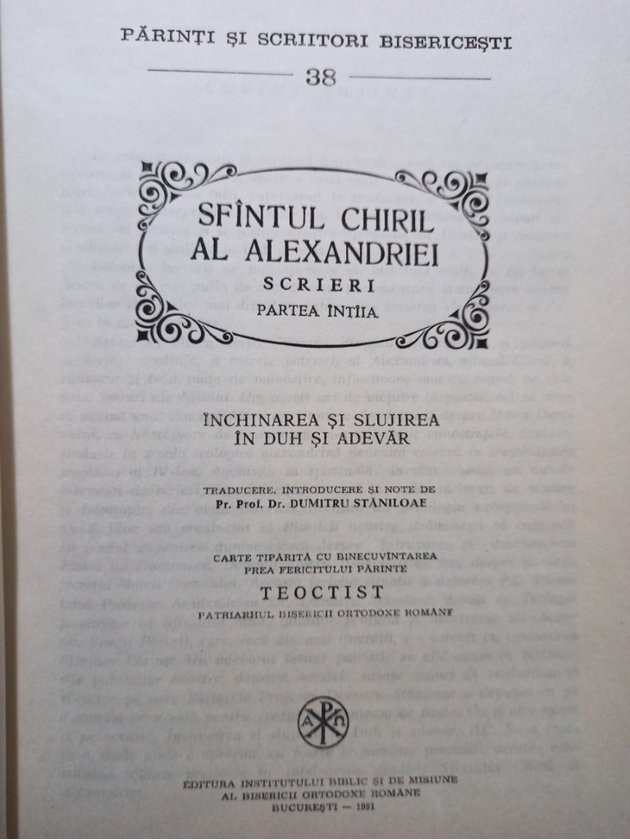 PĂRINȚI ȘI SCRIITORI BISERICEȘTI
38
SFÎNTUL CHIRIL
AL ALEXANDRIEI
SCRIERI
PARTEA ÎNTÎIA
ÎNCHINAREA ȘI SLUJIREA
ÎN DUH ȘI ADEVĂR
TRADUCERE, INTRODUCERE ȘI NOTE DE
Pr. Prof. Dr. DUMITRU STĂNILOAE
CARTE TIPĂRITĂ CU BINECUVÎNTAREA
PREA FERICITULUI PĂRINTE
TEOCTIST
PATRIARHUL BISERICII ORTODOXE ROMÂNE
Α Ω
EDITURA INSTITUTULUI BIBLIC ȘI DE MISIUNE
AL BISERICII ORTODOXE ROMÂNE
BUCUREȘTI — 1991